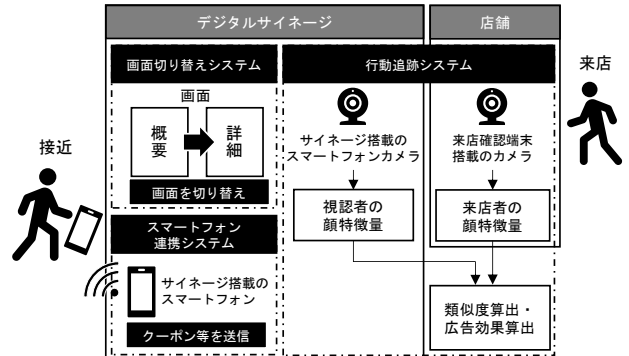 デジタルサイネージ
店舗
画面切り替えシステム
行動追跡システム
来店
画面
概要
詳細
画面を切り替え
接近
サイネージ搭載の
スマートフォンカメラ
来店確認端末
搭載のカメラ
視認者の
顔特徴量
来店者の
顔特徴量
スマートフォン
連携システム
サイネージ搭載の
スマートフォン
クーポン等を送信
類似度算出・
広告効果算出